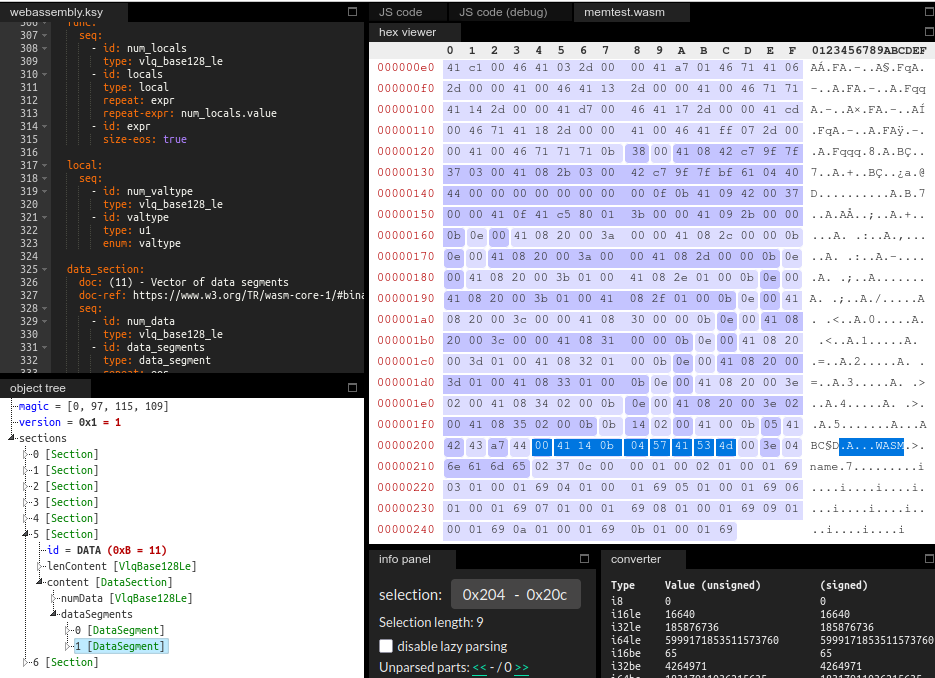 webassembly.ksy
307 seq:
308 - id: num_locals
309 type: vlq_base128_le
310 - id: locals
311 type: local
312 repeat: expr
313 repeat-expr: num_locals.value
314 - id: expr
315 size-eos: true
316
317 local:
318 seq:
319 - id: num_valtype
320 type: vlq_base128_le
321 - id: valtype
322 type: u1
323 enum: valtype
324
325 data_section:
326 doc: (11) - Vector of data segments
327 doc-ref: https://www.w3.org/TR/wasm-core-1/#bina
328 seq:
329 - id: num_data
330 type: vlq_base128_le
331 - id: data_segments
332 type: data_segment
object tree
magic = [0, 97, 115, 109]
version = 0x1 = 1
sections
0 [Section]
1 [Section]
2 [Section]
3 [Section]
4 [Section]
5 [Section]
id = DATA (0xB = 11)
lenContent [VlqBase128Le]
content [DataSection]
numData [VlqBase128Le]
dataSegments
0 [DataSegment]
1 [DataSegment]
6 [Section]
JS code
JS code (debug)
memtest.wasm
hex viewer
0 1 2 3 4 5 6 7 8 9 A B C D E F 0123456789ABCDEF
000000e0 41 c1 00 46 41 03 2d 00 00 41 a7 01 46 71 41 06 AÁ.FA.-..A§.FqA.
000000f0 2d 00 00 41 00 46 41 13 2d 00 00 41 00 46 71 71 -..A.FA.-..A.Fqq
00000100 41 14 2d 00 00 41 d7 00 46 41 17 2d 00 00 41 cd A.-..A×.FA.-..AÍ
00000110 00 46 71 41 18 2d 00 00 41 00 46 41 ff 07 2d 00 .FqA.-..A.FAÿ.-.
00000120 00 41 00 46 71 71 71 0b 38 00 41 08 42 c7 9f 7f .A.Fqqq.8.A.BÇ..
00000130 37 03 00 41 08 2b 03 00 42 c7 9f 7f bf 61 04 40 7..A.+..BÇ..¿a.@
00000140 44 00 00 00 00 00 00 00 00 0f 0b 41 09 42 00 37 D..........A.B.7
00000150 00 00 41 0f 41 c5 80 01 3b 00 00 41 09 2b 00 00 ..A.AÅ..;..A.+..
00000160 0b 0e 00 41 08 20 00 3a 00 00 41 08 2c 00 00 0b ...A. .:..A.,...
00000170 0e 00 41 08 20 00 3a 00 00 41 08 2d 00 00 0b 0e ..A. .:..A.-....
00000180 00 41 08 20 00 3b 01 00 41 08 2e 01 00 0b 0e 00 .A. .;..A.......
00000190 41 08 20 00 3b 01 00 41 08 2f 01 00 0b 0e 00 41 A. .;..A./.....A
000001a0 08 20 00 3c 00 00 41 08 30 00 00 0b 0e 00 41 08 . .<..A.0.....A.
000001b0 20 00 3c 00 00 41 08 31 00 00 0b 0e 00 41 08 20 .<..A.1.....A.
000001c0 00 3d 01 00 41 08 32 01 00 0b 0e 00 41 08 20 00 .=..A.2.....A. .
000001d0 3d 01 00 41 08 33 01 00 0b 0e 00 41 08 20 00 3e =..A.3.....A. .>
000001e0 02 00 41 08 34 02 00 0b 0e 00 41 08 20 00 3e 02 ..A.4.....A. .>.
000001f0 00 41 08 35 02 00 0b 0b 14 02 00 41 00 0b 05 41 .A.5.......A...A
00000200 42 43 a7 44 00 41 14 0b 04 57 41 53 4d 00 3e 04 BC§D.A...WASM.>.
00000210 6e 61 6d 65 02 37 0c 00 00 01 00 02 01 00 01 69 name.7.........i
00000220 03 01 00 01 69 04 01 00 01 69 05 01 00 01 69 06 ....i....i....i.
00000230 01 00 01 69 07 01 00 01 69 08 01 00 01 69 09 01 ...i....i....i..
00000240 00 01 69 0a 01 00 01 69 0b 01 00 01 69 ..i....i....i
info panel
selection: 0x204 - 0x20c
Selection length: 9
disable lazy parsing
Unparsed parts: << - / 0 >>
converter
Type Value (unsigned) (signed)
i8 0 0
i16le 16640 16640
i32le 185876736 185876736
i64le 5999171853511573760 5999171853511573760
i16be 65 65
i32be 4264971 4264971